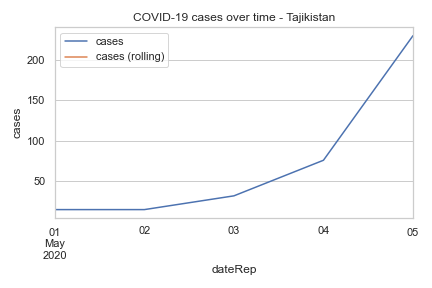 COVID-19 cases over time - Tajikistan
cases
cases (rolling)
200
150
100
50
cases
01
May
2020
02
03
04
05
dateRep